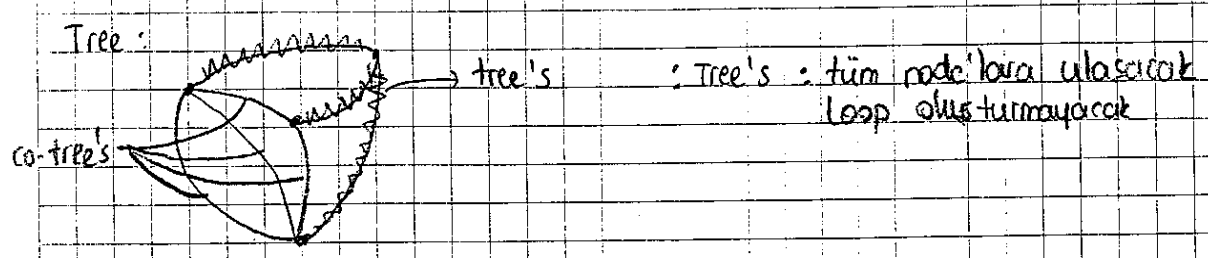 Tree :
tree's : Tree's : tüm node'lara ulaşacak
loop oluşturmayacak
co-tree's